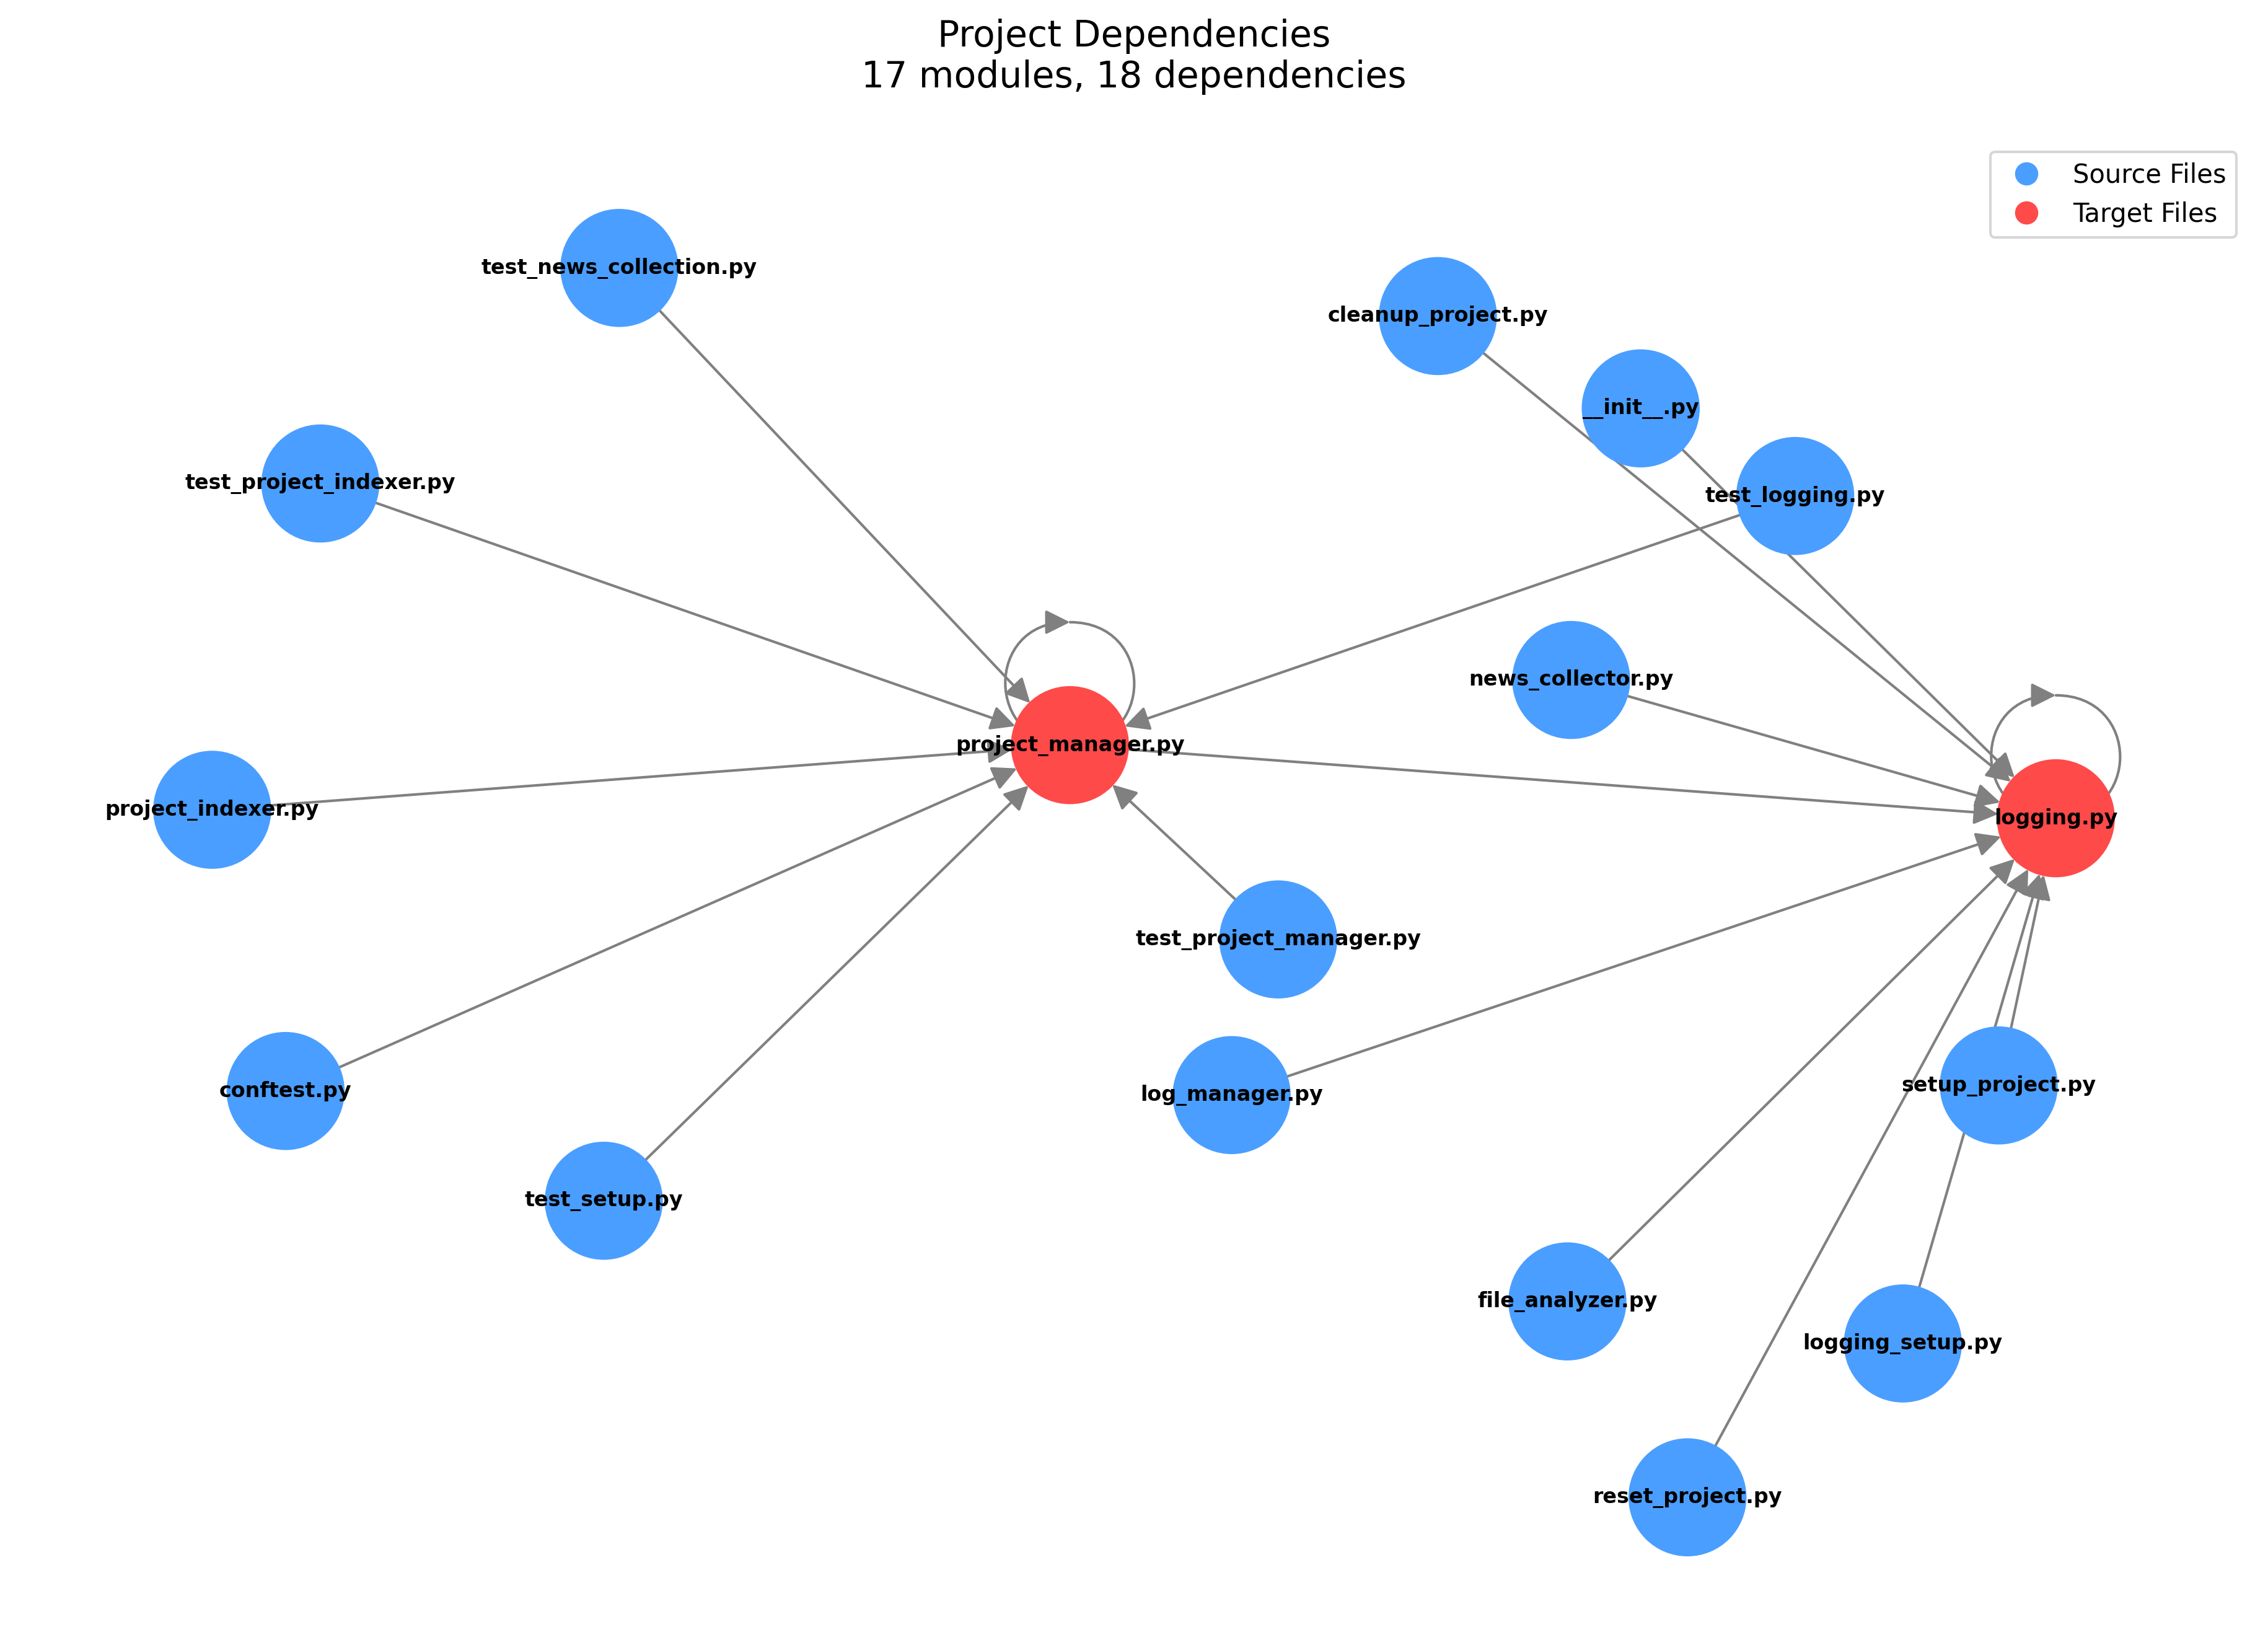 Project Dependencies
17 modules, 18 dependencies
Source Files
Target Files
test_news_collection.py
cleanup_project.py
__init__.py
test_project_indexer.py
test_logging.py
news_collector.py
project_manager.py
project_indexer.py
logging.py
test_project_manager.py
conftest.py
log_manager.py
setup_project.py
test_setup.py
file_analyzer.py
logging_setup.py
reset_project.py